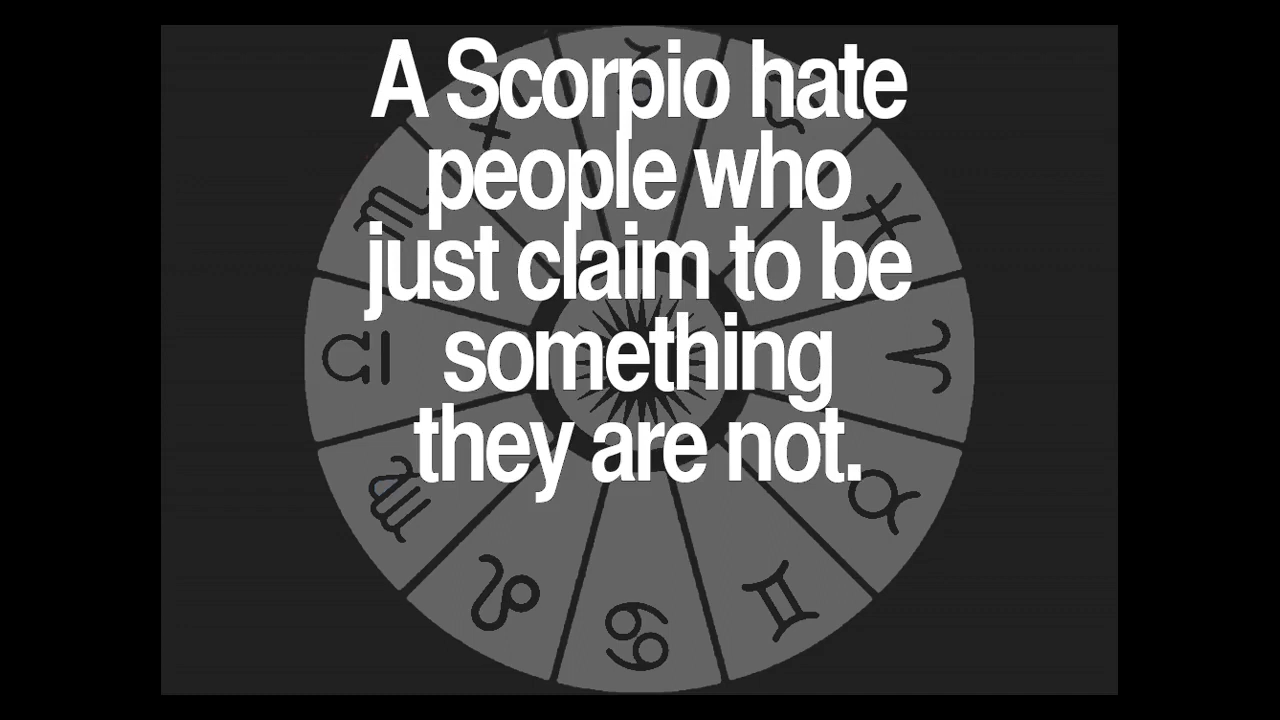 A Scorpio hate
people who
just claim to be
something
they are not.